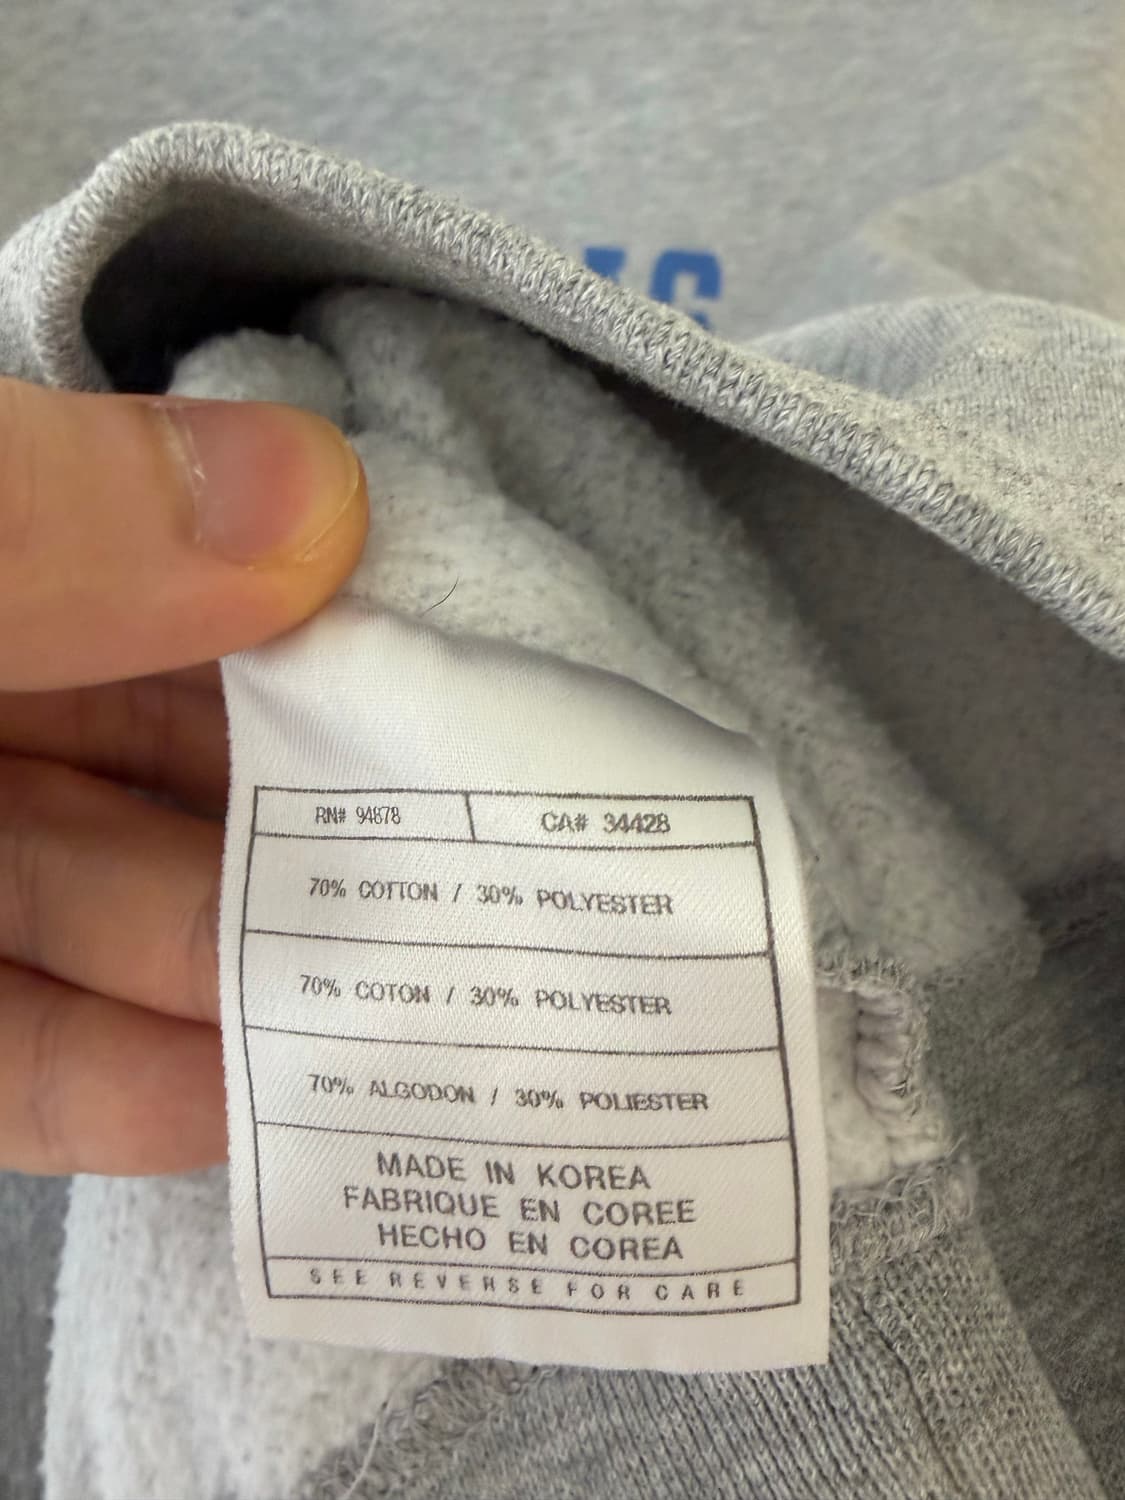 RN# 94878 CA# 34428
70% COTTON / 30% POLYESTER
70% COTON / 30% POLYESTER
70% ALGODON / 30% POLIESTER
MADE IN KOREA
FABRIQUE EN COREE
HECHO EN COREA
SEE REVERSE FOR CARE